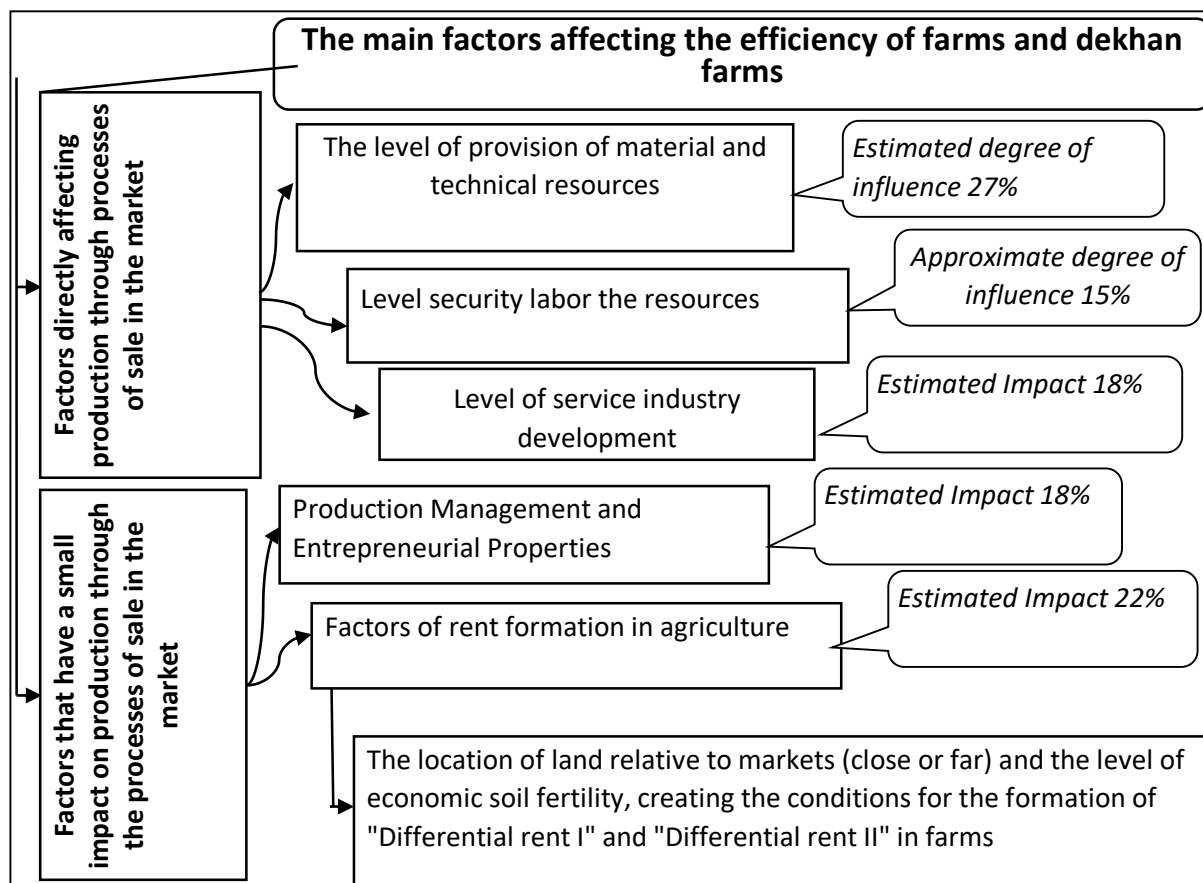 The main factors affecting the efficiency of farms and dekhan
farms
Factors directly affecting
production through processes
of sale in the market
The level of provision of material and
technical resources
Estimated degree of
influence 27%
Level security labor the resources
Approximate degree of
influence 15%
Level of service industry
development
Estimated Impact 18%
Factors that have a small
impact on production through
the processes of sale in the
market
Production Management and
Entrepreneurial Properties
Estimated Impact 18%
Factors of rent formation in agriculture
Estimated Impact 22%
The location of land relative to markets (close or far) and the level of
economic soil fertility, creating the conditions for the formation of
"Differential rent I" and "Differential rent II" in farms